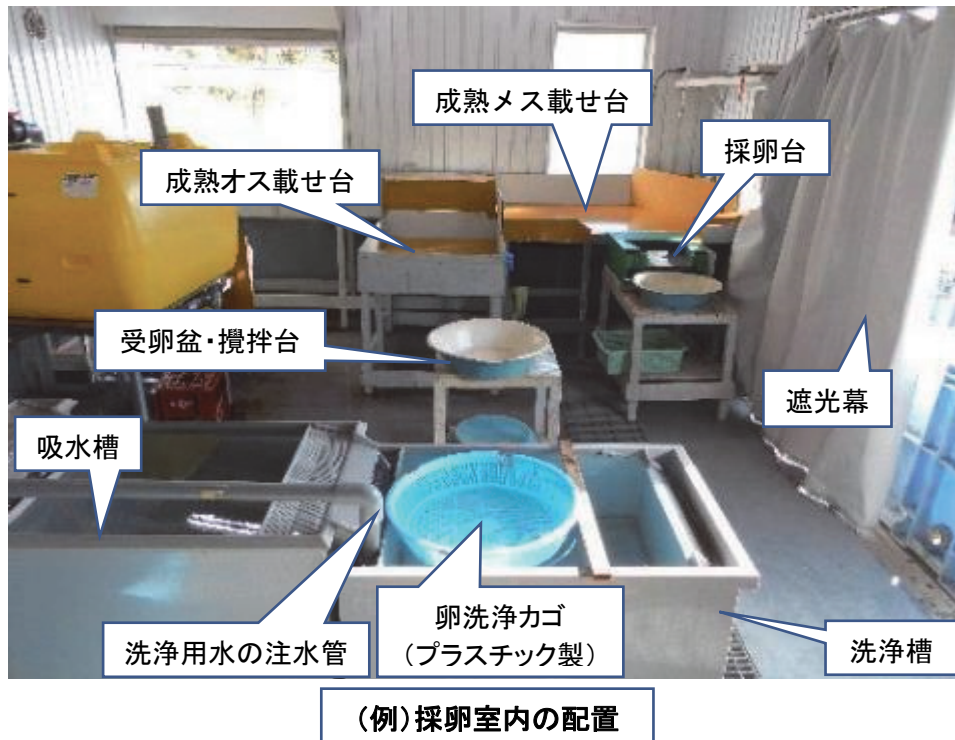 成熟メス載せ台
採卵台
成熟オス載せ台
受卵盆・攪拌台
遮光幕
吸水槽
洗浄用水の注水管
卵洗浄カゴ
(プラスチック製)
洗浄槽
(例)採卵室内の配置